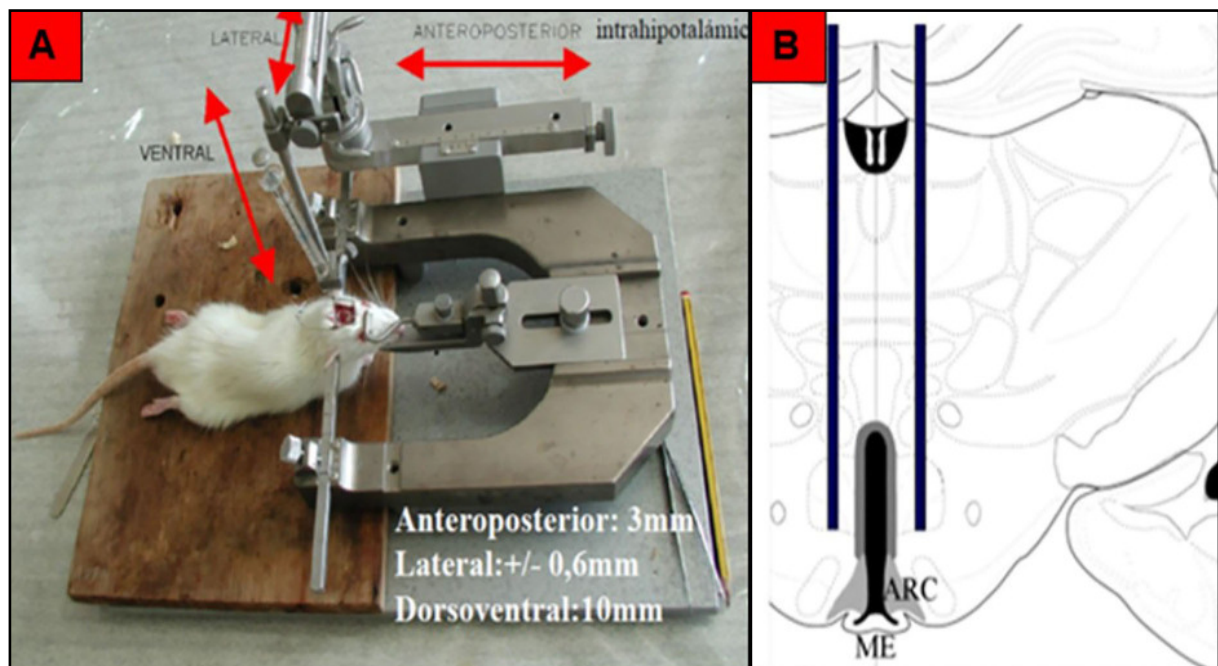 A
LATERAL
ANTEROPOSTERIOR
intrahipotalámic
VENTRAL
Anteroposterior: 3mm
Lateral:+/- 0,6mm
Dorsoventral:10mm
B
ARC
ME